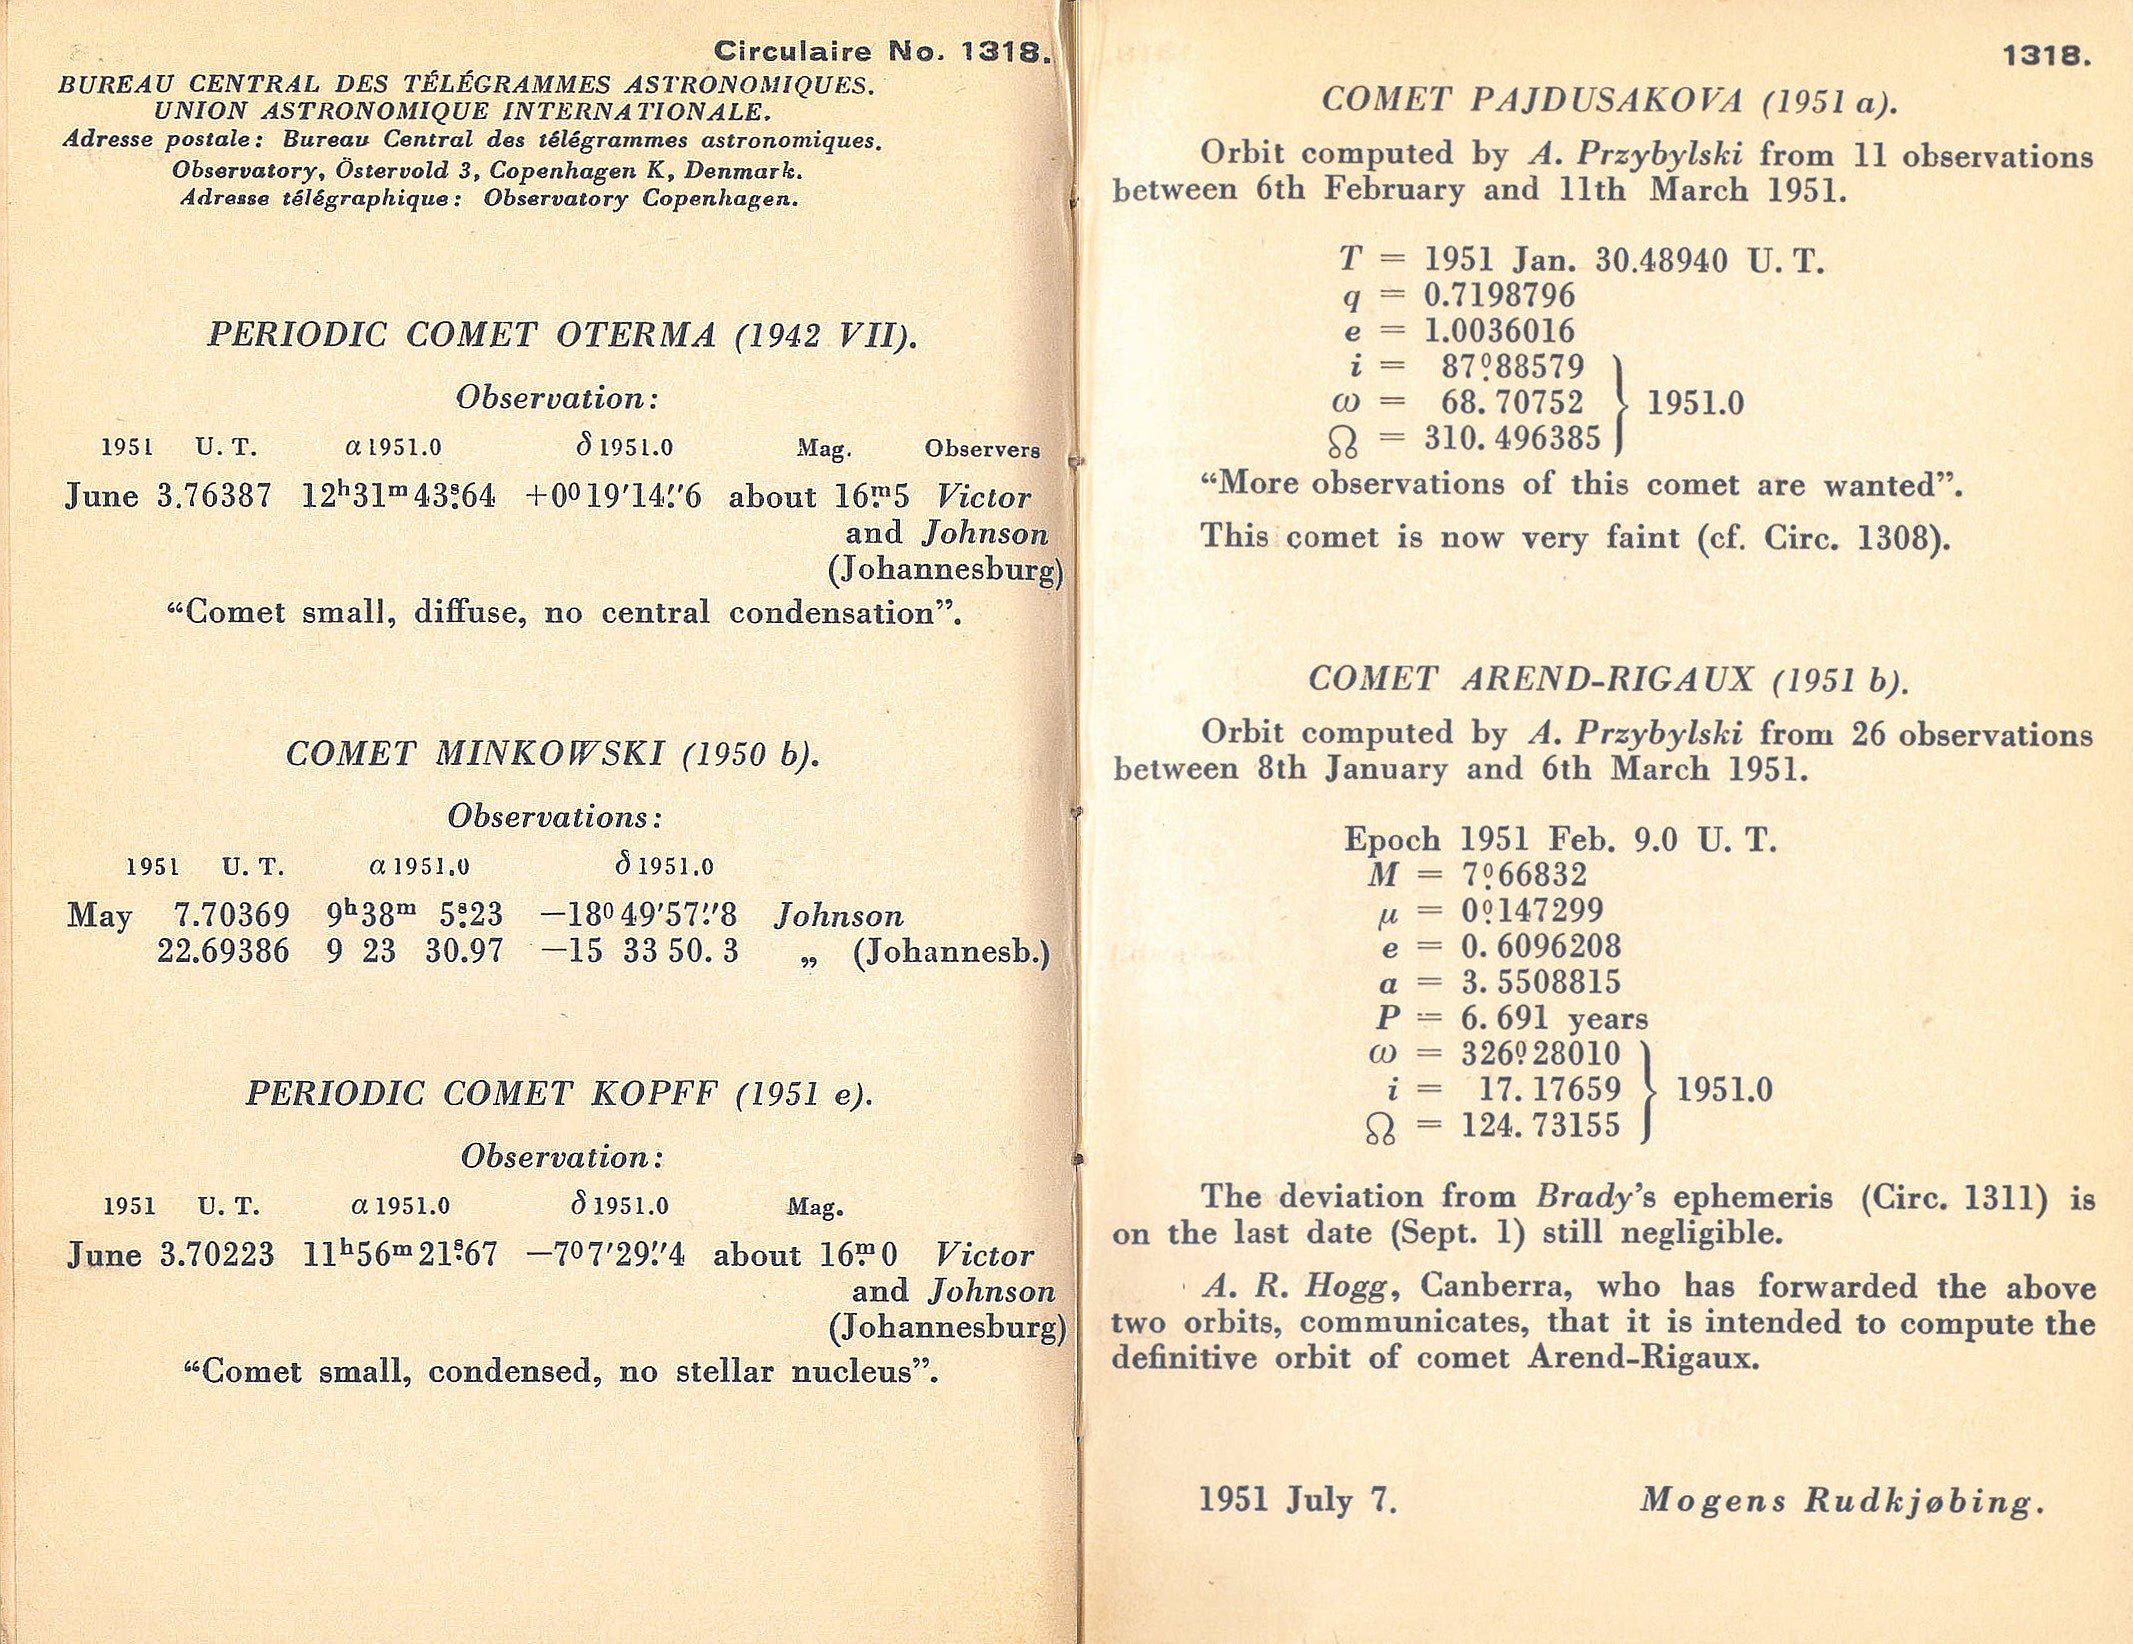 Circulaire No. 1318.
BUREAU CENTRAL DES TÉLÉGRAMMES ASTRONOMIQUES.
UNION ASTRONOMIQUE INTERNATIONALE.
Adresse postale: Bureau Central des télégrammes astronomiques.
Observatory, Östervold 3, Copenhagen K, Denmark.
Adresse télégraphique: Observatory Copenhagen.
PERIODIC COMET OTERMA (1942 VII).
Observation:
1951 U. T. α 1951.0 δ 1951.0 Mag. Observers
June 3.76387 12ʰ31ᵐ43ˢ.64 +0°19′14″.6 about 16ᵐ.5 Victor
and Johnson
(Johannesburg)
“Comet small, diffuse, no central condensation”.
COMET MINKOWSKI (1950 b).
Observations:
1951 U. T. α 1951.0 δ 1951.0
May 7.70369 9ʰ38ᵐ 5ˢ.23 —18°49′57″.8 Johnson
22.69386 9 23 30.97 —15 33 50. 3 „ (Johannesb.)
PERIODIC COMET KOPFF (1951 e).
Observation:
1951 U. T. α 1951.0 δ 1951.0 Mag.
June 3.70223 11ʰ56ᵐ21ˢ.67 —7°7′29″.4 about 16ᵐ.0 Victor
and Johnson
(Johannesburg)
“Comet small, condensed, no stellar nucleus”.
1318.
COMET PAJDUSAKOVA (1951 a).
Orbit computed by A. Przybylski from 11 observations
between 6th February and 11th March 1951.
T = 1951 Jan. 30.48940 U. T.
q = 0.7198796
e = 1.0036016
i = 87°.88579
ω = 68. 70752 } 1951.0
☊ = 310. 496385
“More observations of this comet are wanted”.
This comet is now very faint (cf. Circ. 1308).
COMET AREND-RIGAUX (1951 b).
Orbit computed by A. Przybylski from 26 observations
between 8th January and 6th March 1951.
Epoch 1951 Feb. 9.0 U. T.
M = 7°.66832
μ = 0°.147299
e = 0. 6096208
a = 3. 5508815
P = 6. 691 years
ω = 326°.28010
i = 17. 17659 } 1951.0
☊ = 124. 73155
The deviation from Brady’s ephemeris (Circ. 1311) is
on the last date (Sept. 1) still negligible.
A. R. Hogg, Canberra, who has forwarded the above
two orbits, communicates, that it is intended to compute the
definitive orbit of comet Arend-Rigaux.
1951 July 7. Mogens Rudkjøbing.